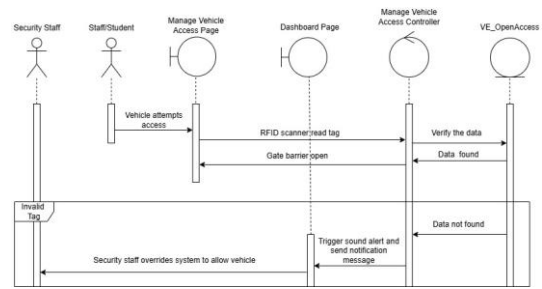 Security Staff
Staff/Student
Manage Vehicle
Access Page
Dashboard Page
Manage Vehicle
Access Controller
VE_OpenAccess
Vehicle attempts
access
RFID scanner read tag
Verify the data
Gate barrier open
Data found
Invalid
Tag
Data not found
Trigger sound alert and
send notification
message
Security staff overrides system to allow vehicle